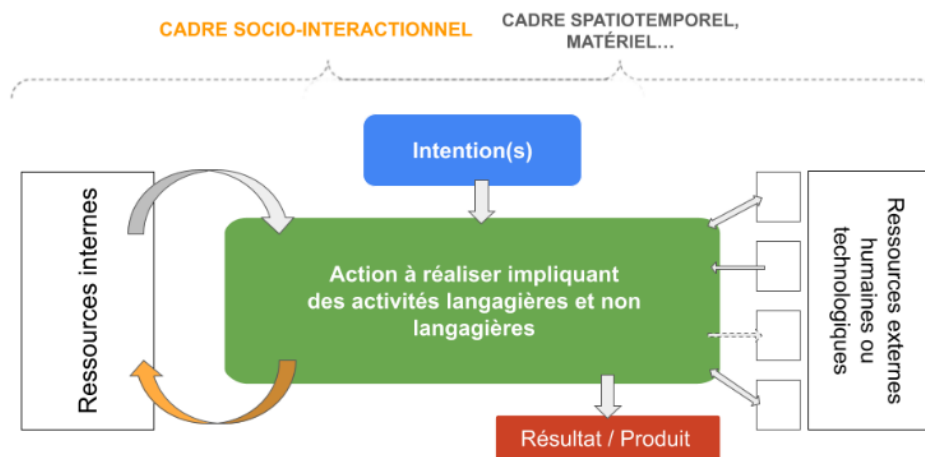 CADRE SOCIO-INTERACTIONNEL
CADRE SPATIOTEMPOREL,
MATÉRIEL…
Intention(s)
Ressources internes
Action à réaliser impliquant
des activités langagières et non
langagières
Ressources externes
humaines ou
technologiques
Résultat / Produit